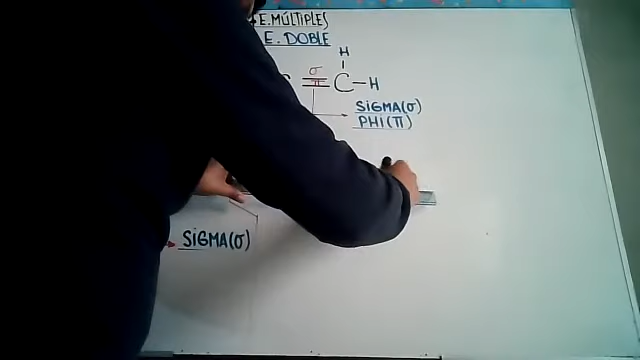 E.MÚLTIPLES
E. DOBLE
H
σ
π
C-H
SIGMA(σ)
PHI(π)
SIGMA(σ)